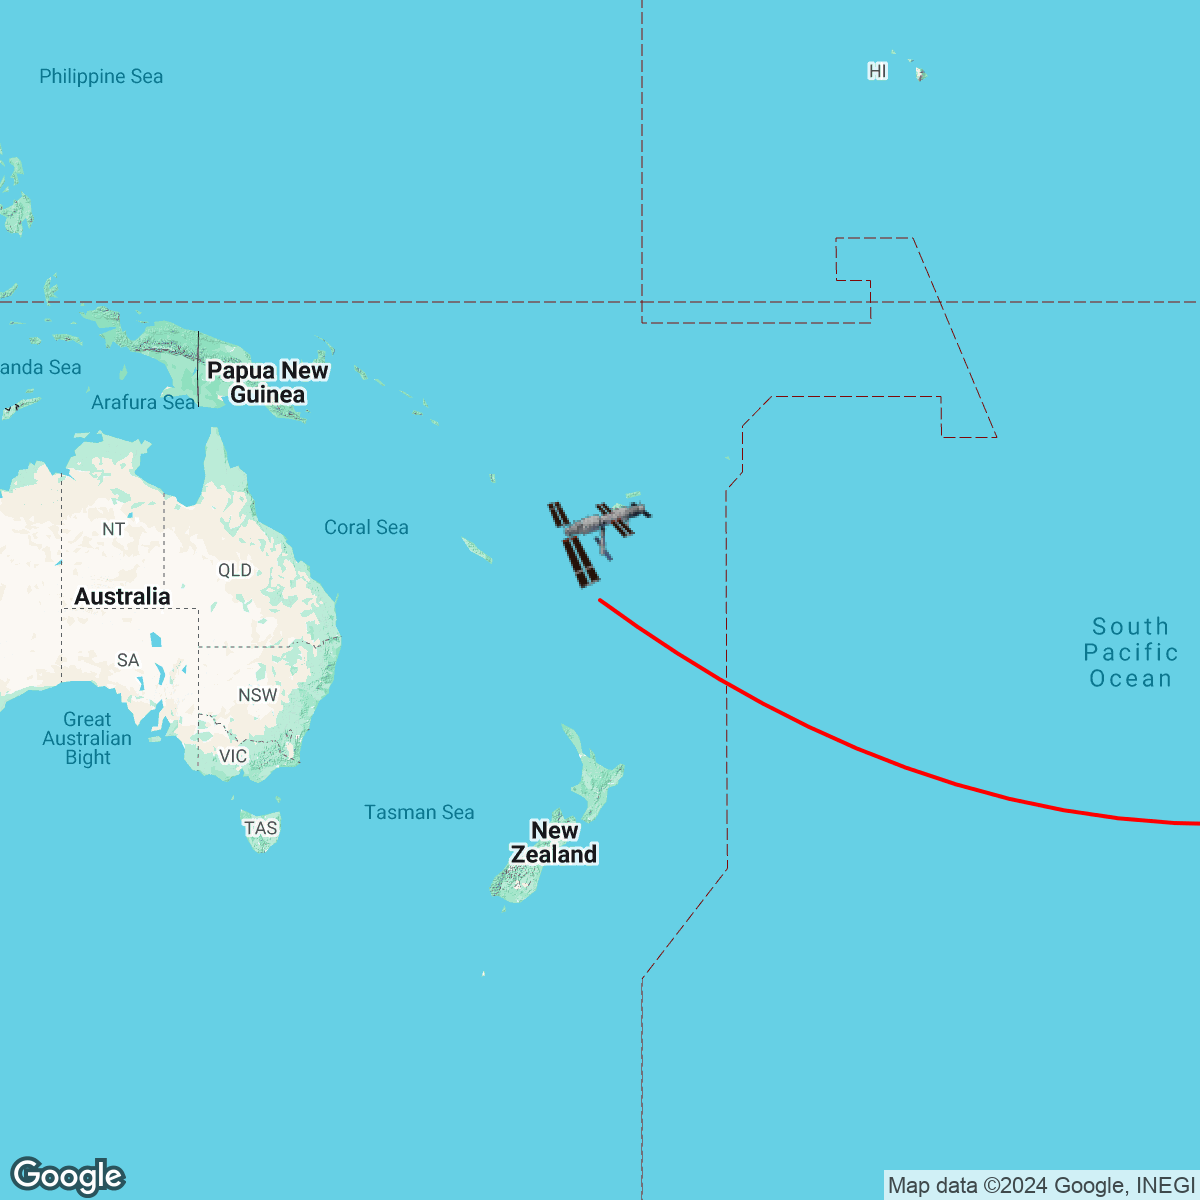 Philippine Sea
HI
anda Sea
Papua New
Guinea
Arafura Sea
NT
Coral Sea
QLD
Australia
South
Pacific
Ocean
SA
NSW
Great
Australian
Bight
VIC
Tasman Sea
TAS
New
Zealand
Google
Map data ©2024 Google, INEGI